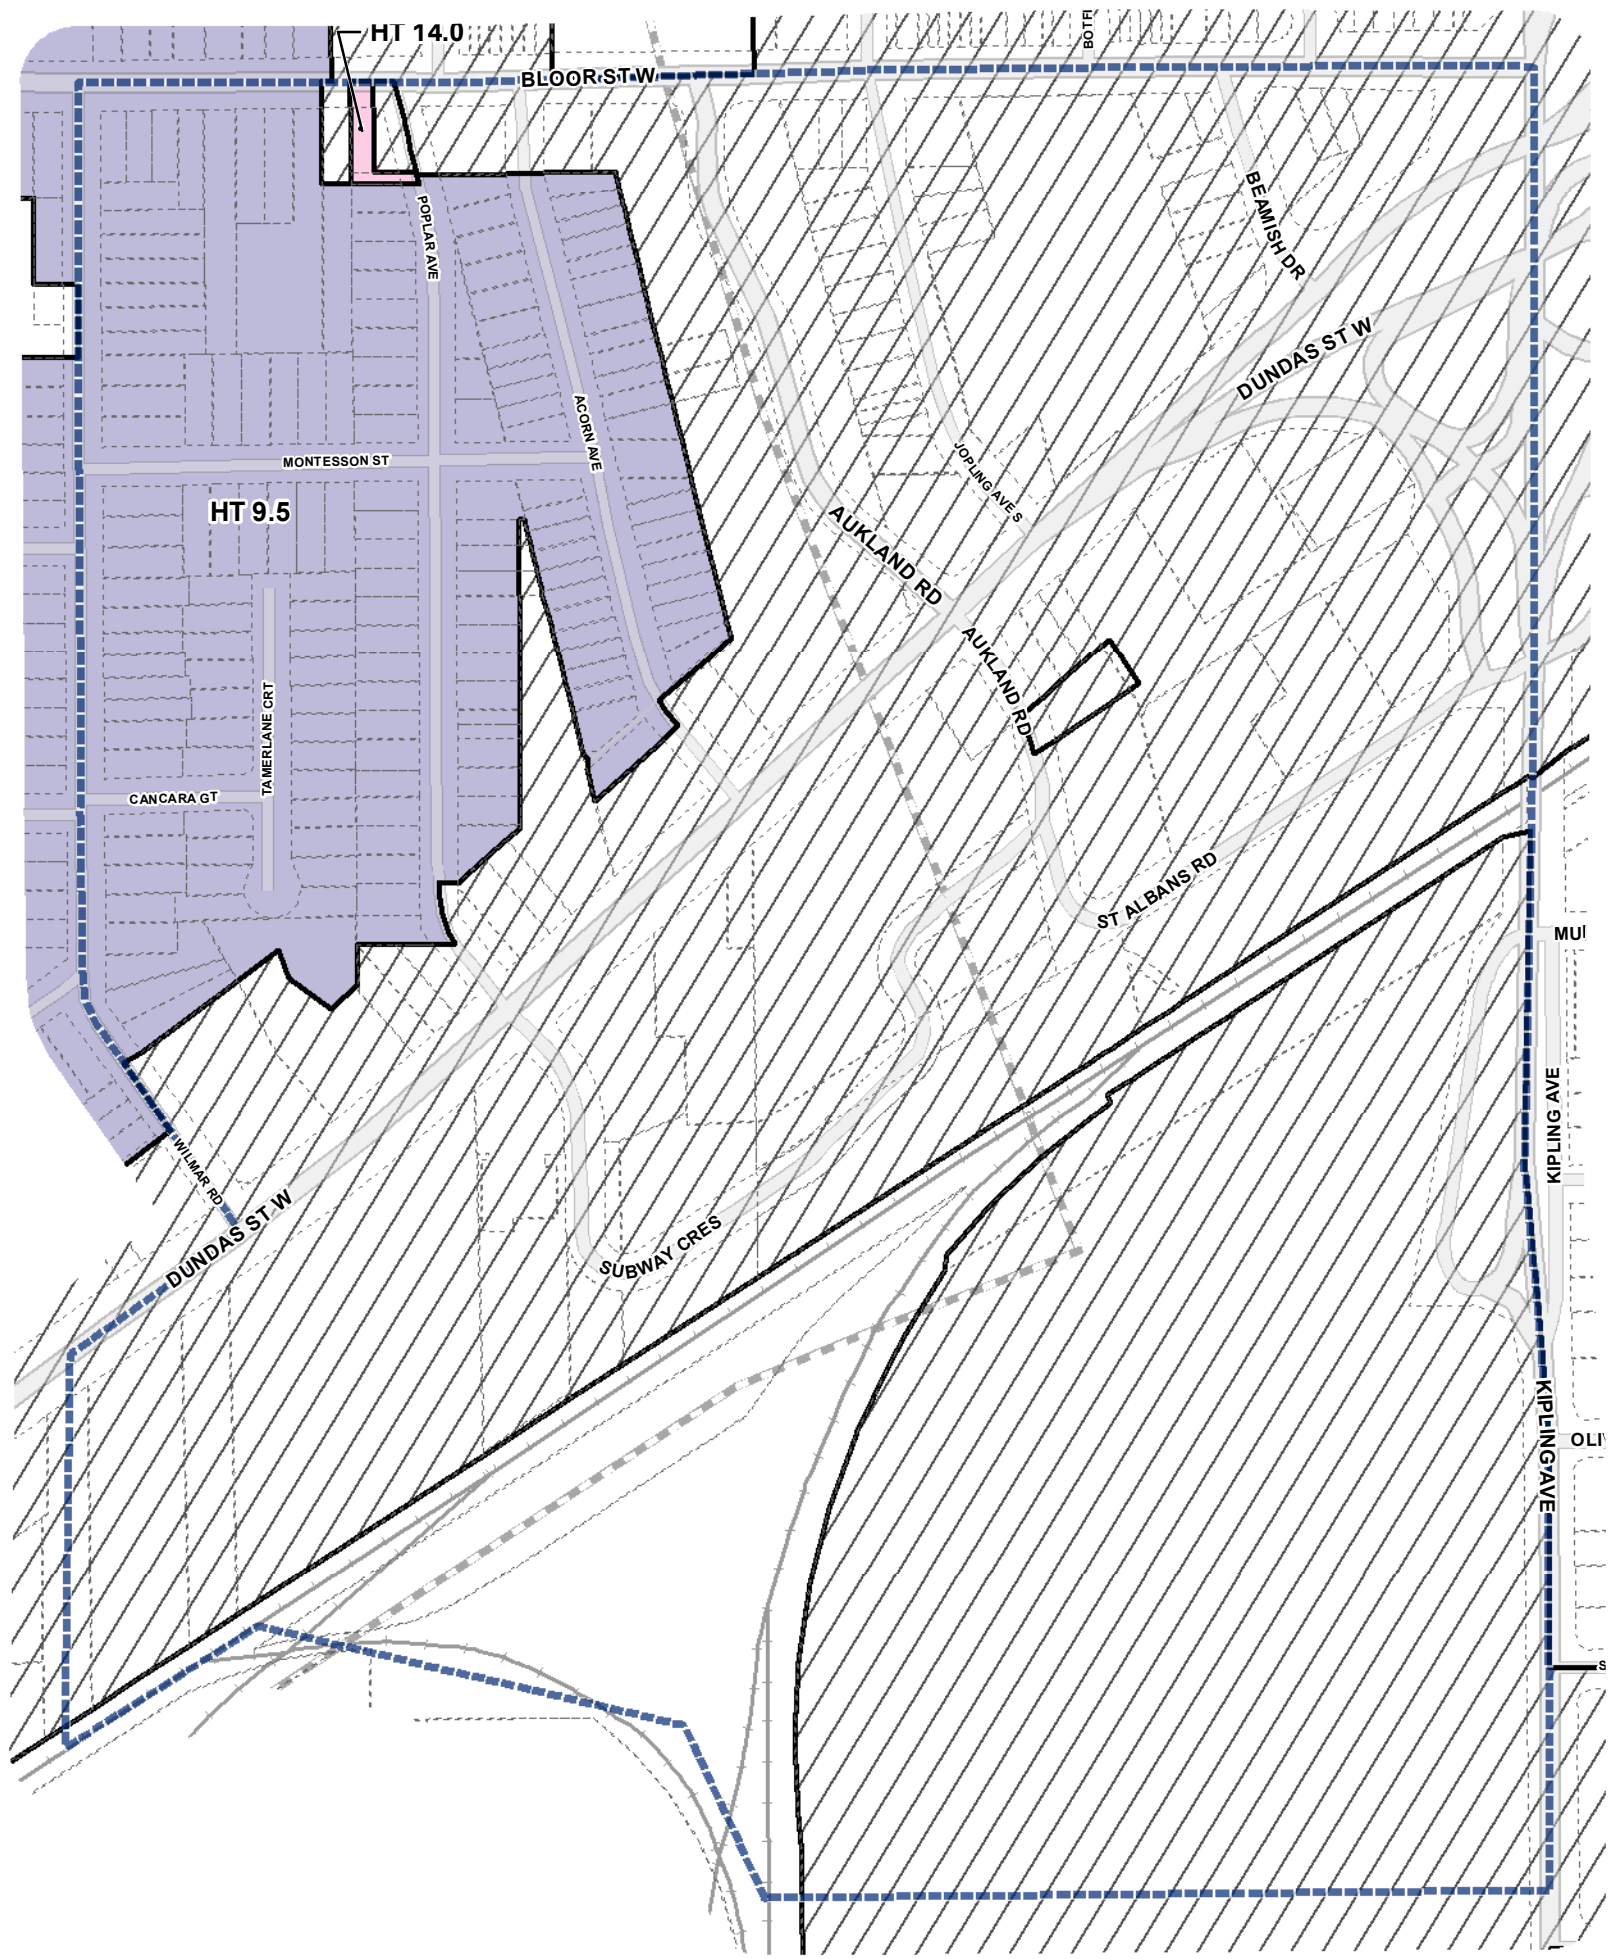 HT 14.0
BOTF
BLOOR ST W
BEAMISH DR
POPLAR AVE
DUNDAS ST W
ACORN AVE
MONTESSON ST
JOPLING AVE S
HT 9.5
AUKLAND RD
AUKLAND RD
TAMERLANE CRT
CANCARA GT
ST ALBANS RD
MUI
KIPLING AVE
WILMAR RD
DUNDAS ST W
SUBWAY CRES
KIPLING AVE
OLI
S